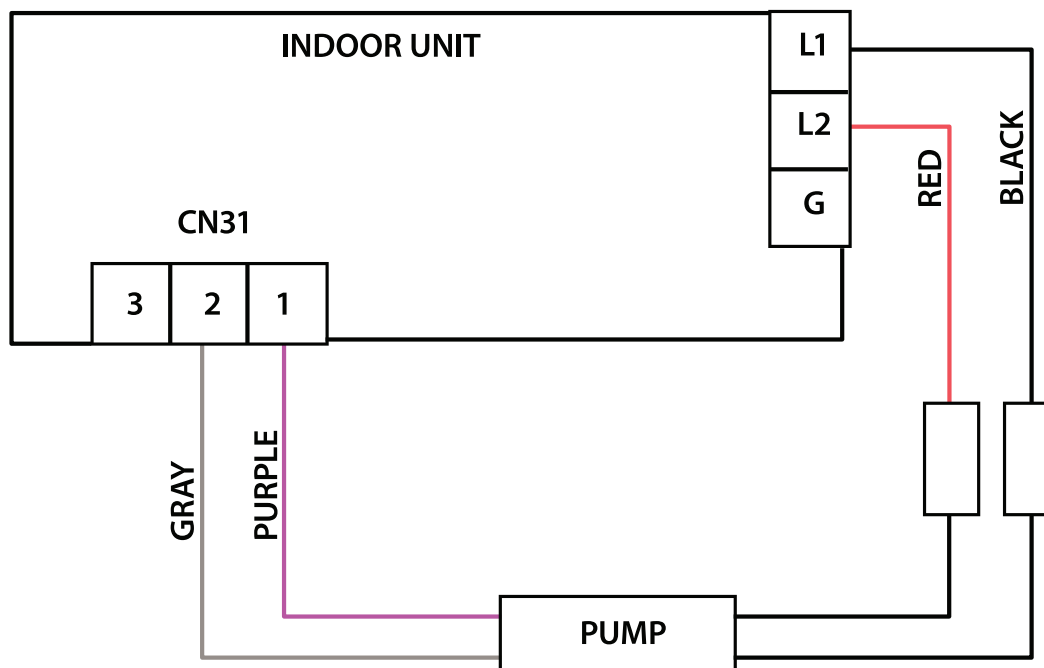 INDOOR UNIT
L1
L2
G
RED
BLACK
CN31
3 2 1
GRAY
PURPLE
PUMP